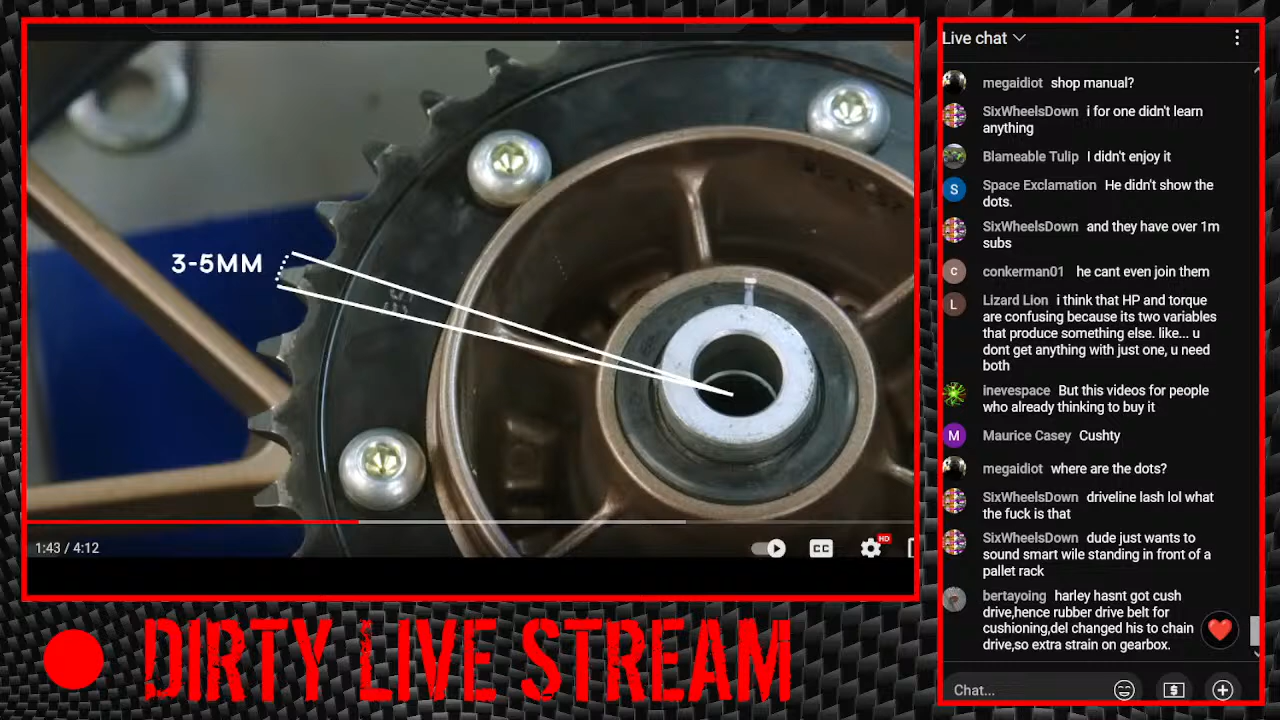 3-5MM
1:43 / 4:12
CC
HD
DIRTY LIVE STREAM
Live chat
megaidiot shop manual?
SixWheelsDown i for one didn't learn
anything
Blameable Tulip I didn't enjoy it
S Space Exclamation He didn't show the
dots.
SixWheelsDown and they have over 1m
subs
c conkerman01 he cant even join them
L Lizard Lion i think that HP and torque
are confusing because its two variables
that produce something else. like... u
dont get anything with just one, u need
both
inevespace But this videos for people
who already thinking to buy it
M Maurice Casey Cushty
megaidiot where are the dots?
SixWheelsDown driveline lash lol what
the fuck is that
SixWheelsDown dude just wants to
sound smart wile standing in front of a
pallet rack
bertayoing harley hasnt got cush
drive,hence rubber drive belt for
cushioning,del changed his to chain
drive,so extra strain on gearbox.
Chat...